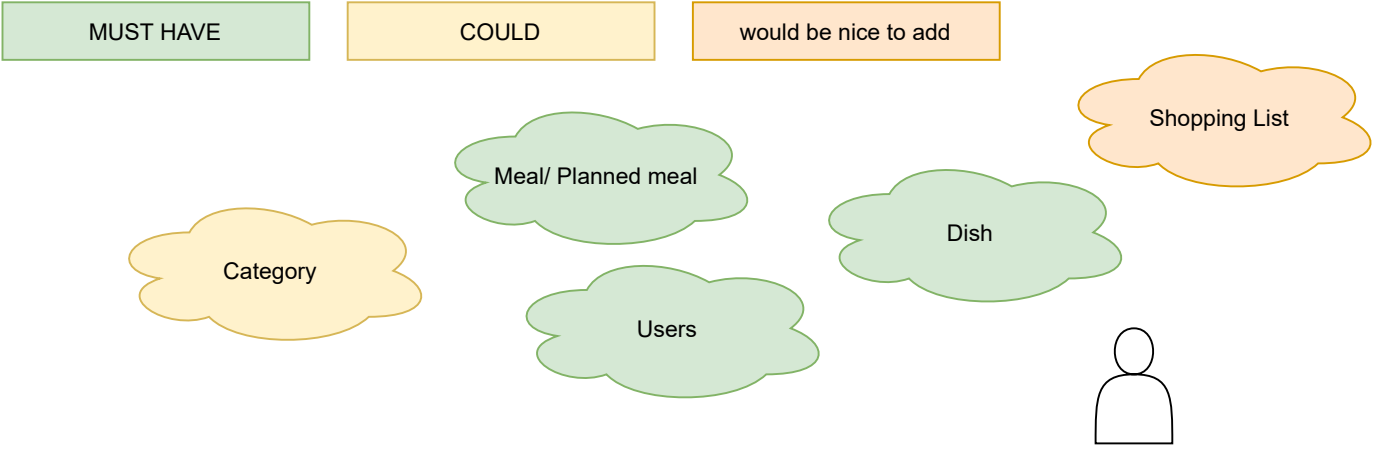 MUST HAVE
COULD
would be nice to add
Shopping List
Meal/ Planned meal
Dish
Category
Users